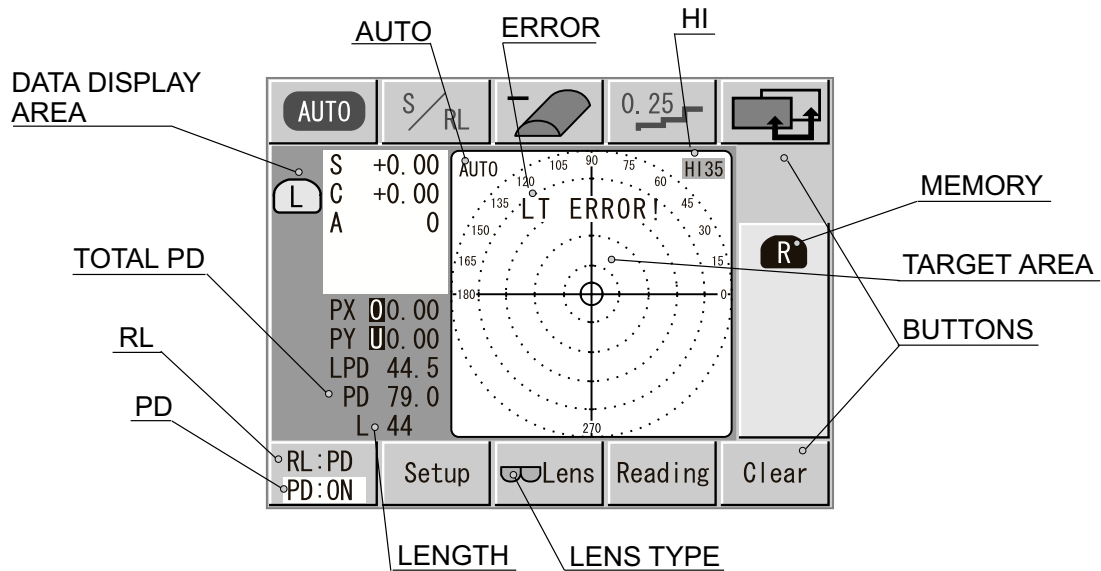 AUTO
ERROR
HI
DATA DISPLAY
AREA
AUTO
S/RL
0.25
L
S +0.00
C +0.00
A 0
AUTO
HI35
LT ERROR!
90
105
75
120
60
135
45
150
30
165
15
180
0
270
R
MEMORY
TARGET AREA
TOTAL PD
BUTTONS
RL
PD
PX O0.00
PY U0.00
LPD 44.5
PD 79.0
L 44
RL:PD
PD:ON
Setup
Lens
Reading
Clear
LENGTH
LENS TYPE